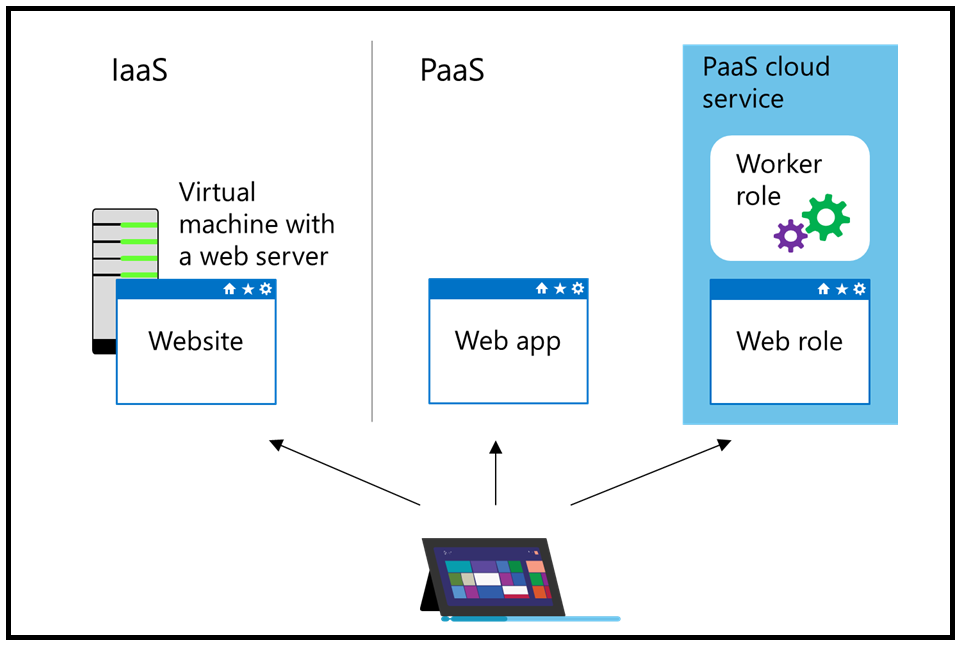 IaaS
PaaS
PaaS cloud
service
Worker
role
Virtual
machine with
a web server
Website
Web app
Web role